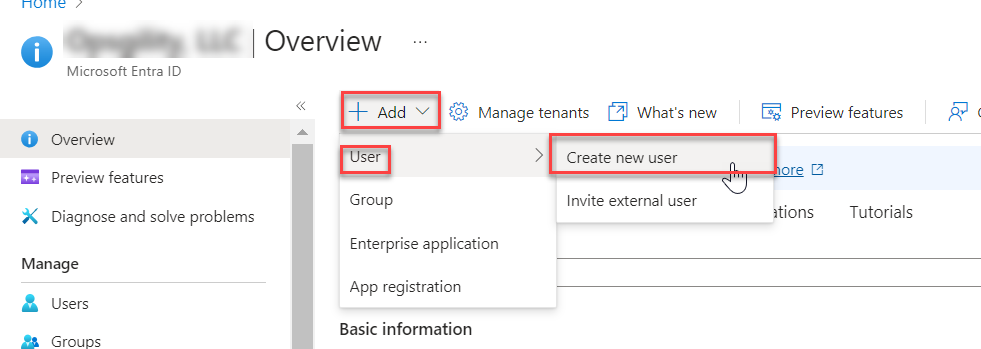 Home
| Overview ...
Microsoft Entra ID
«
+ Add Manage tenants What's new Preview features
Overview
User
Create new user
more
Preview features
Group
Invite external user
ations Tutorials
Diagnose and solve problems
Enterprise application
Manage
App registration
Users
Basic information
Groups